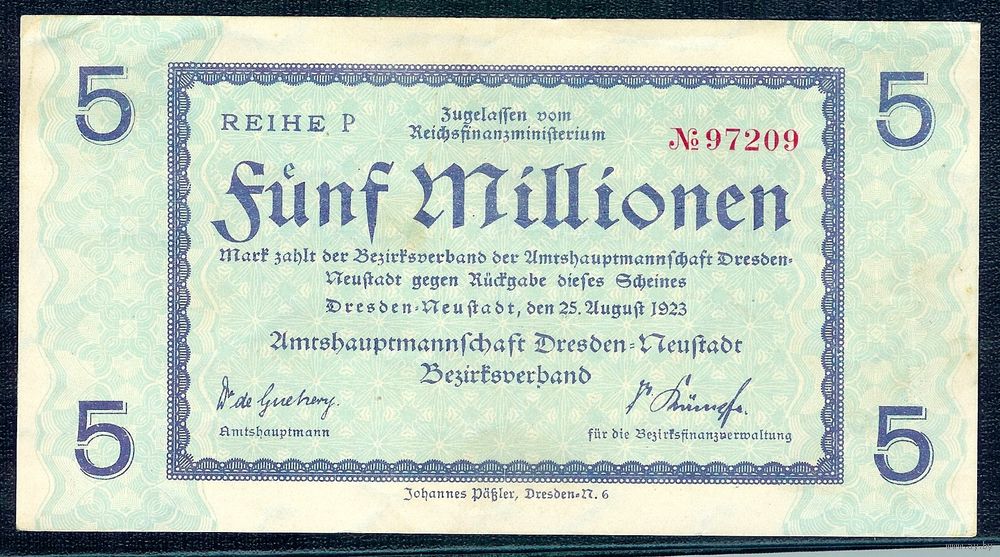 5 5
REIHE P
Zugelassen vom
Reichsfinanzministerium
№ 97209
Fünf Millionen
Mark zahlt der Bezirksverband der Amtshauptmannschaft Dresden-
Neustadt gegen Rückgabe dieses Scheines
Dresden-Neustadt, den 25. August 1923
Amtshauptmannschaft Dresden-Neustadt
Bezirksverband
Amtshauptmann
für die Bezirksfinanzverwaltung
5 5
Johannes Päßler, Dresden-N. 6